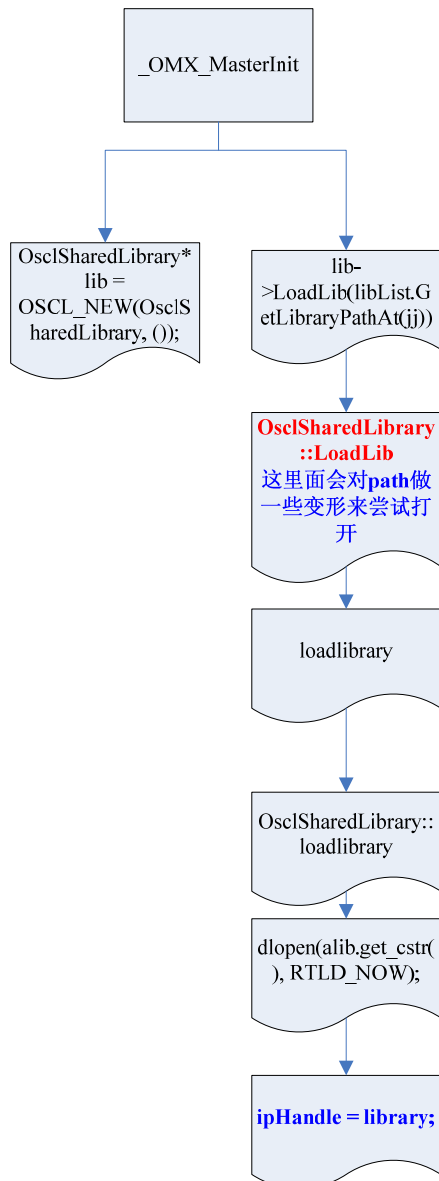 _OMX_MasterInit
OsclSharedLibrary*
lib =
OSCL_NEW(OsclS
haredLibrary, ());
lib-
>LoadLib(libList.G
etLibraryPathAt(jj))
OsclSharedLibrary
::LoadLib
这里面会对path做
一些变形来尝试打
开
loadlibrary
OsclSharedLibrary::
loadlibrary
dlopen(alib.get_cstr(
), RTLD_NOW);
ipHandle = library;